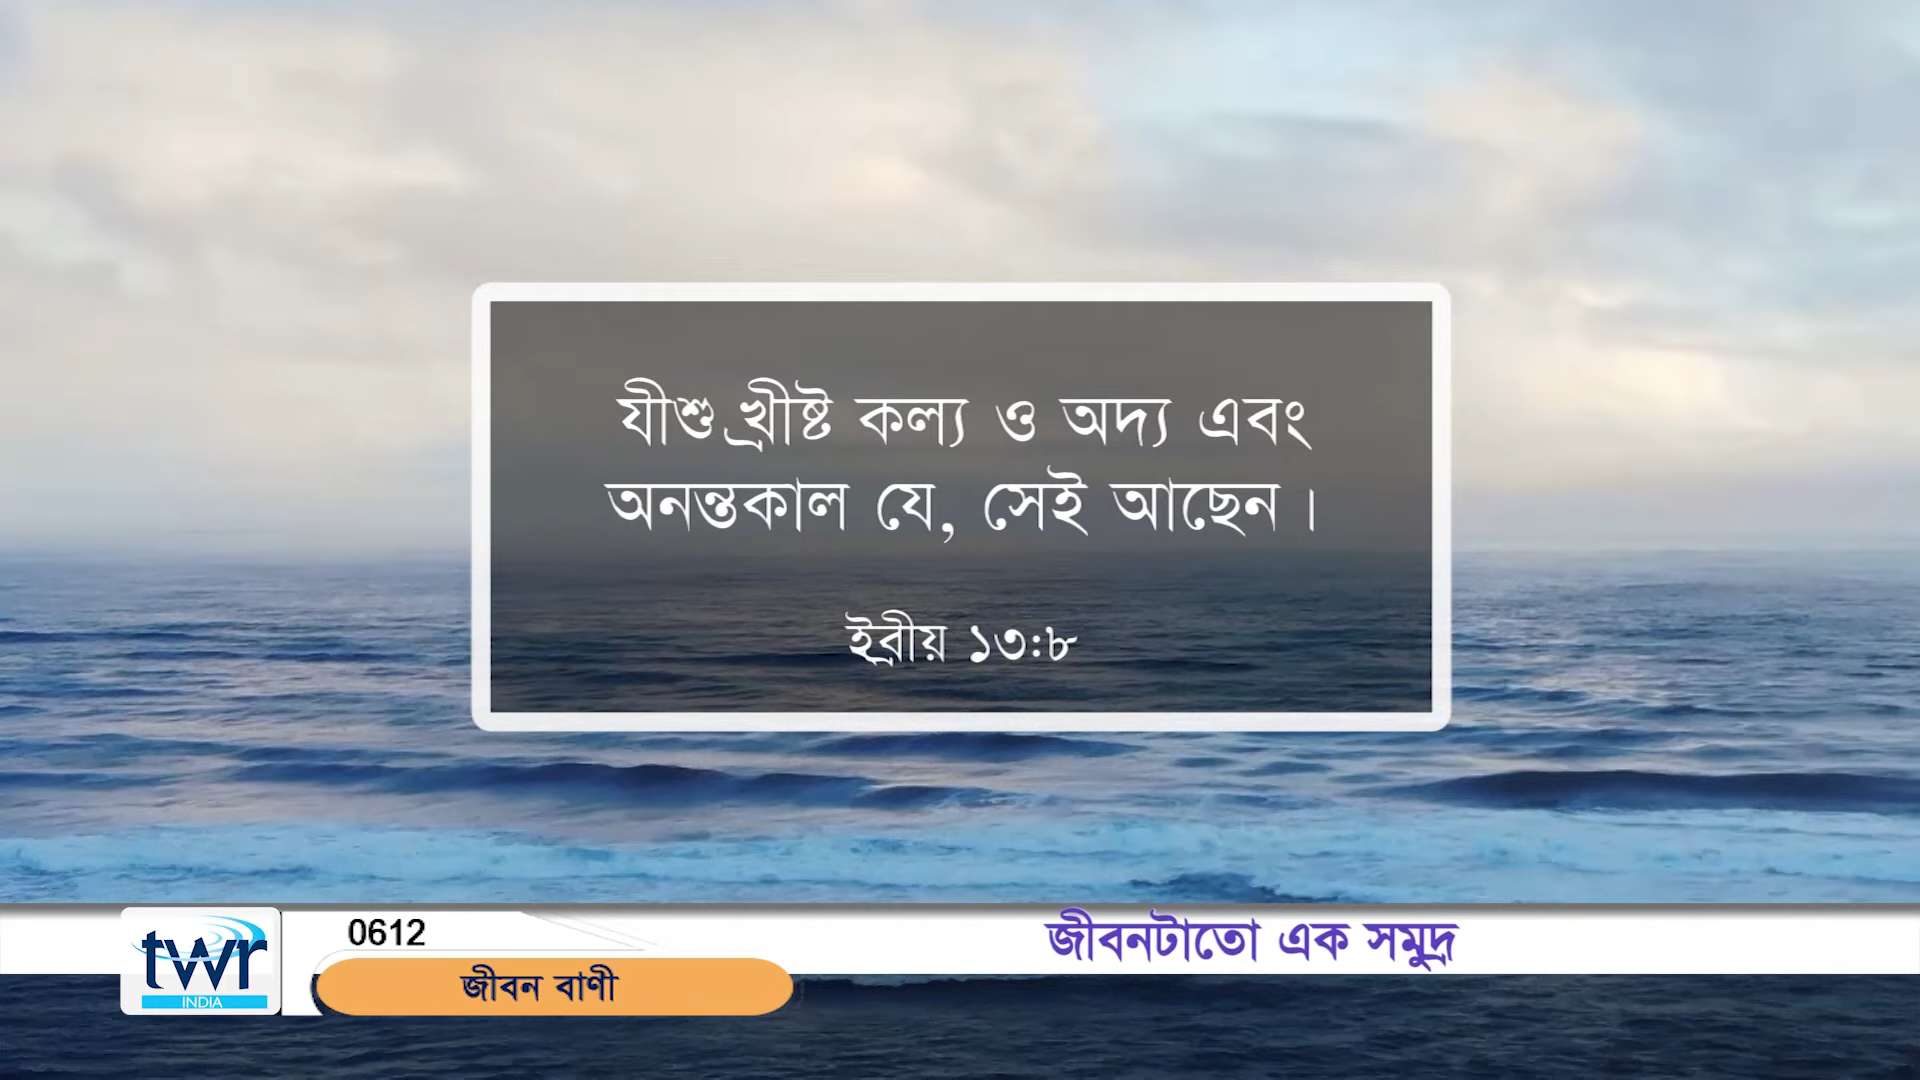 যীশু খ্রীষ্ট কল্য ও অদ্য এবং
অনন্তকাল যে, সেই আছেন।
ইব্রীয় ১৩:৮
twr
INDIA
0612
জীবন বাণী
জীবনটাতো এক সমুদ্র